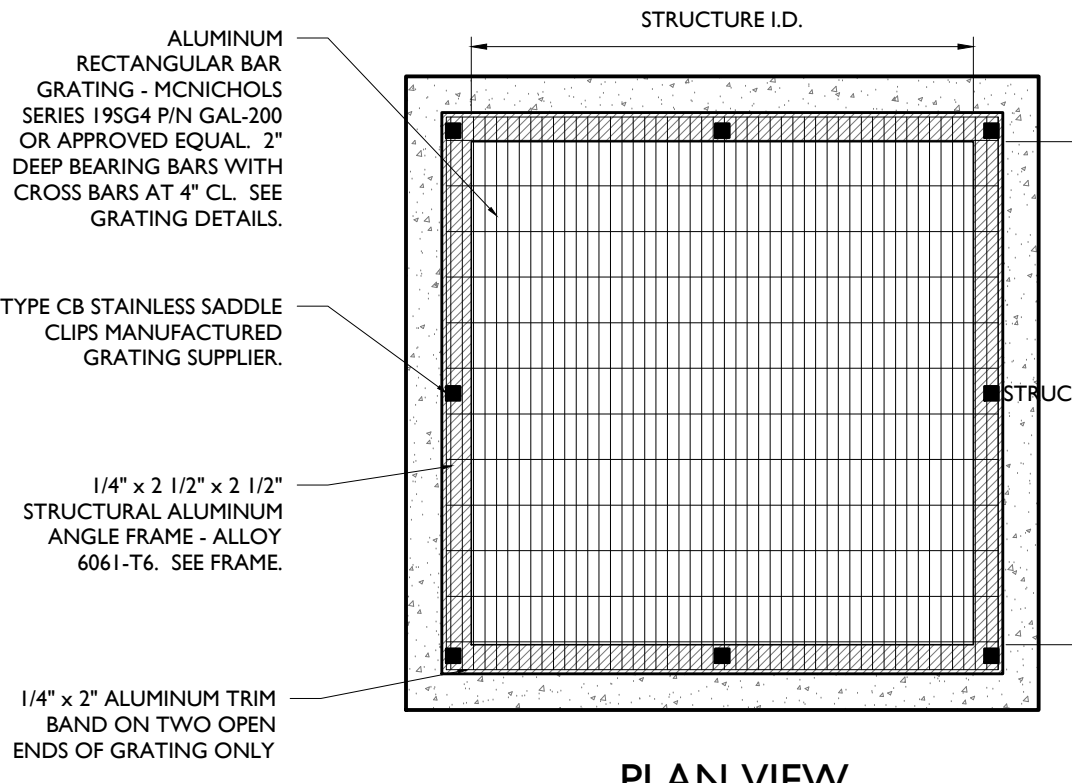 STRUCTURE I.D.
ALUMINUM
RECTANGULAR BAR
GRATING - MCNICHOLS
SERIES 19SG4 P/N GAL-200
OR APPROVED EQUAL.  2"
DEEP BEARING BARS WITH
CROSS BARS AT 4" CL.  SEE
GRATING DETAILS.
TYPE CB STAINLESS SADDLE
CLIPS MANUFACTURED
GRATING SUPPLIER.
STRUC
1/4" x 2 1/2" x 2 1/2"
STRUCTURAL ALUMINUM
ANGLE FRAME - ALLOY
6061-T6.  SEE FRAME.
1/4" x 2" ALUMINUM TRIM
BAND ON TWO OPEN
ENDS OF GRATING ONLY
PLAN VIEW